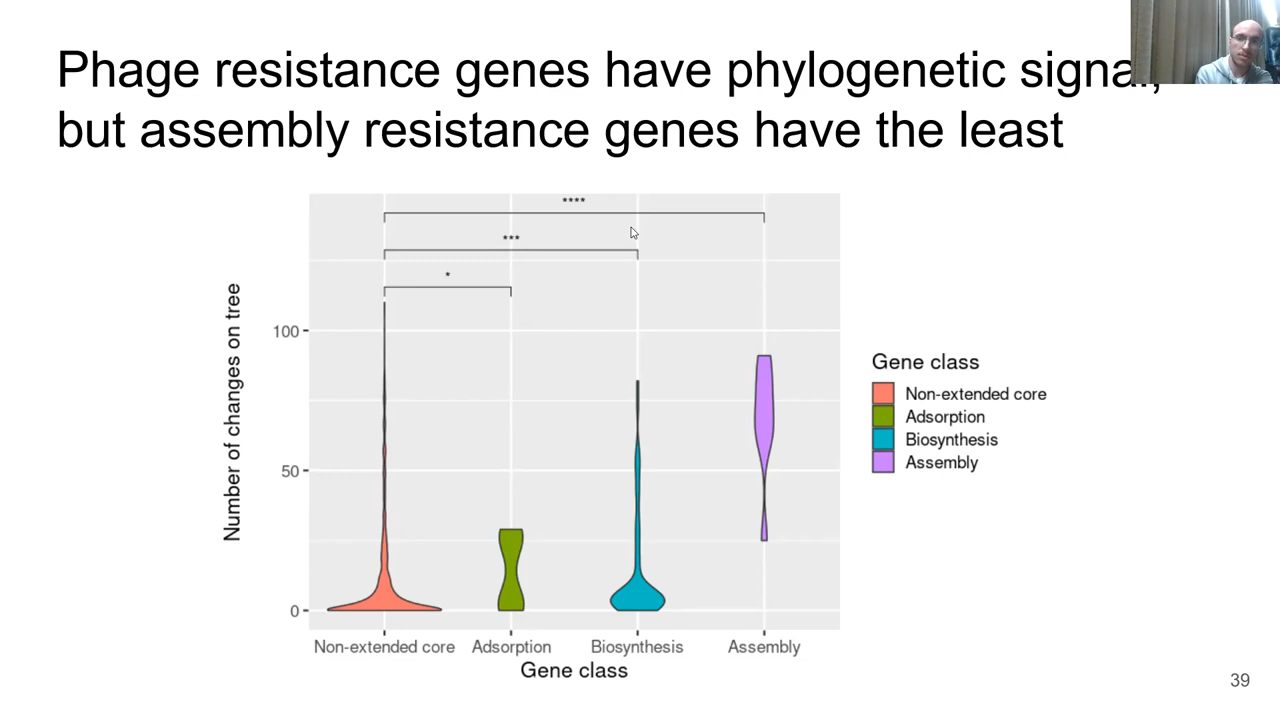 Phage resistance genes have phylogenetic signal,
but assembly resistance genes have the least
****
***
*
Number of changes on tree
100
50
0
Non-extended core
Adsorption
Biosynthesis
Assembly
Gene class
Gene class
Non-extended core
Adsorption
Biosynthesis
Assembly
39